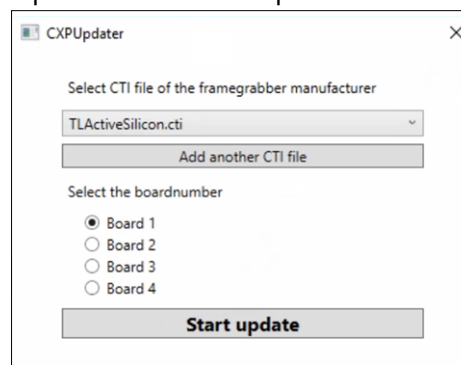 CXPUpdater
Select CTI file of the framegrabber manufacturer
TLActiveSilicon.cti
Add another CTI file
Select the boardnumber
Board 1
Board 2
Board 3
Board 4
Start update